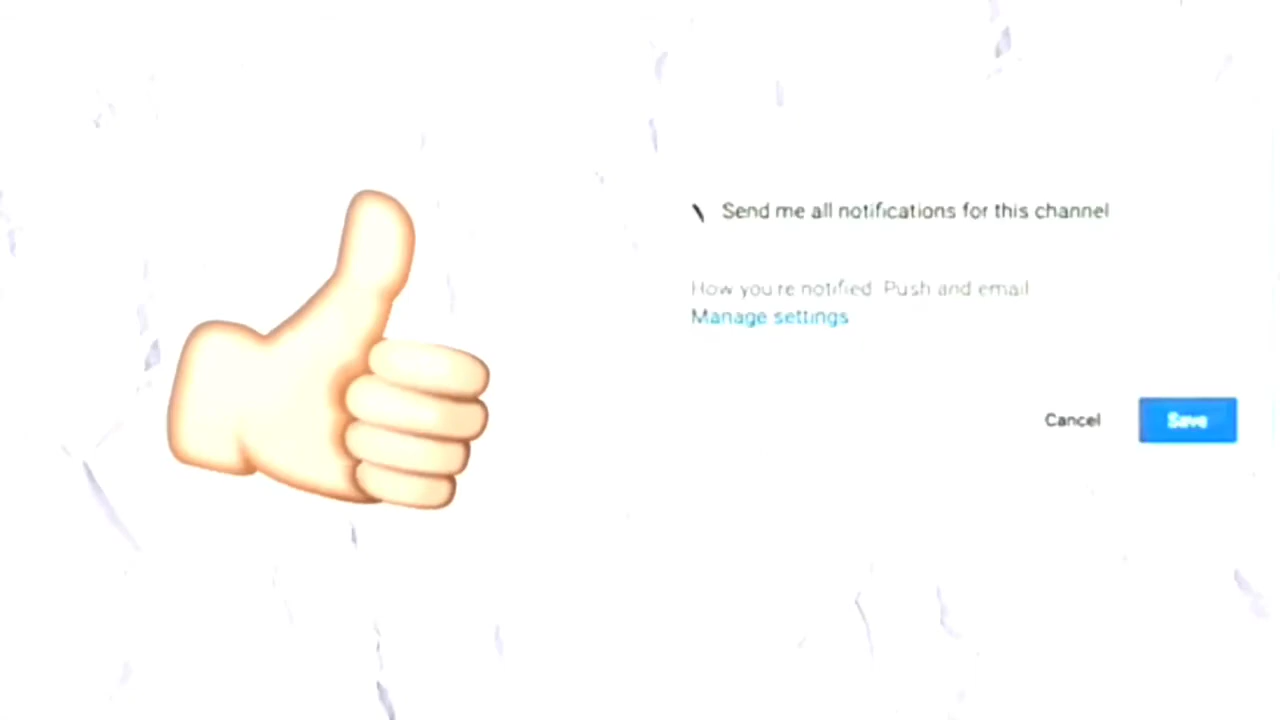 Send me all notifications for this channel
How you're notified: Push and email
Manage settings
Cancel
Save